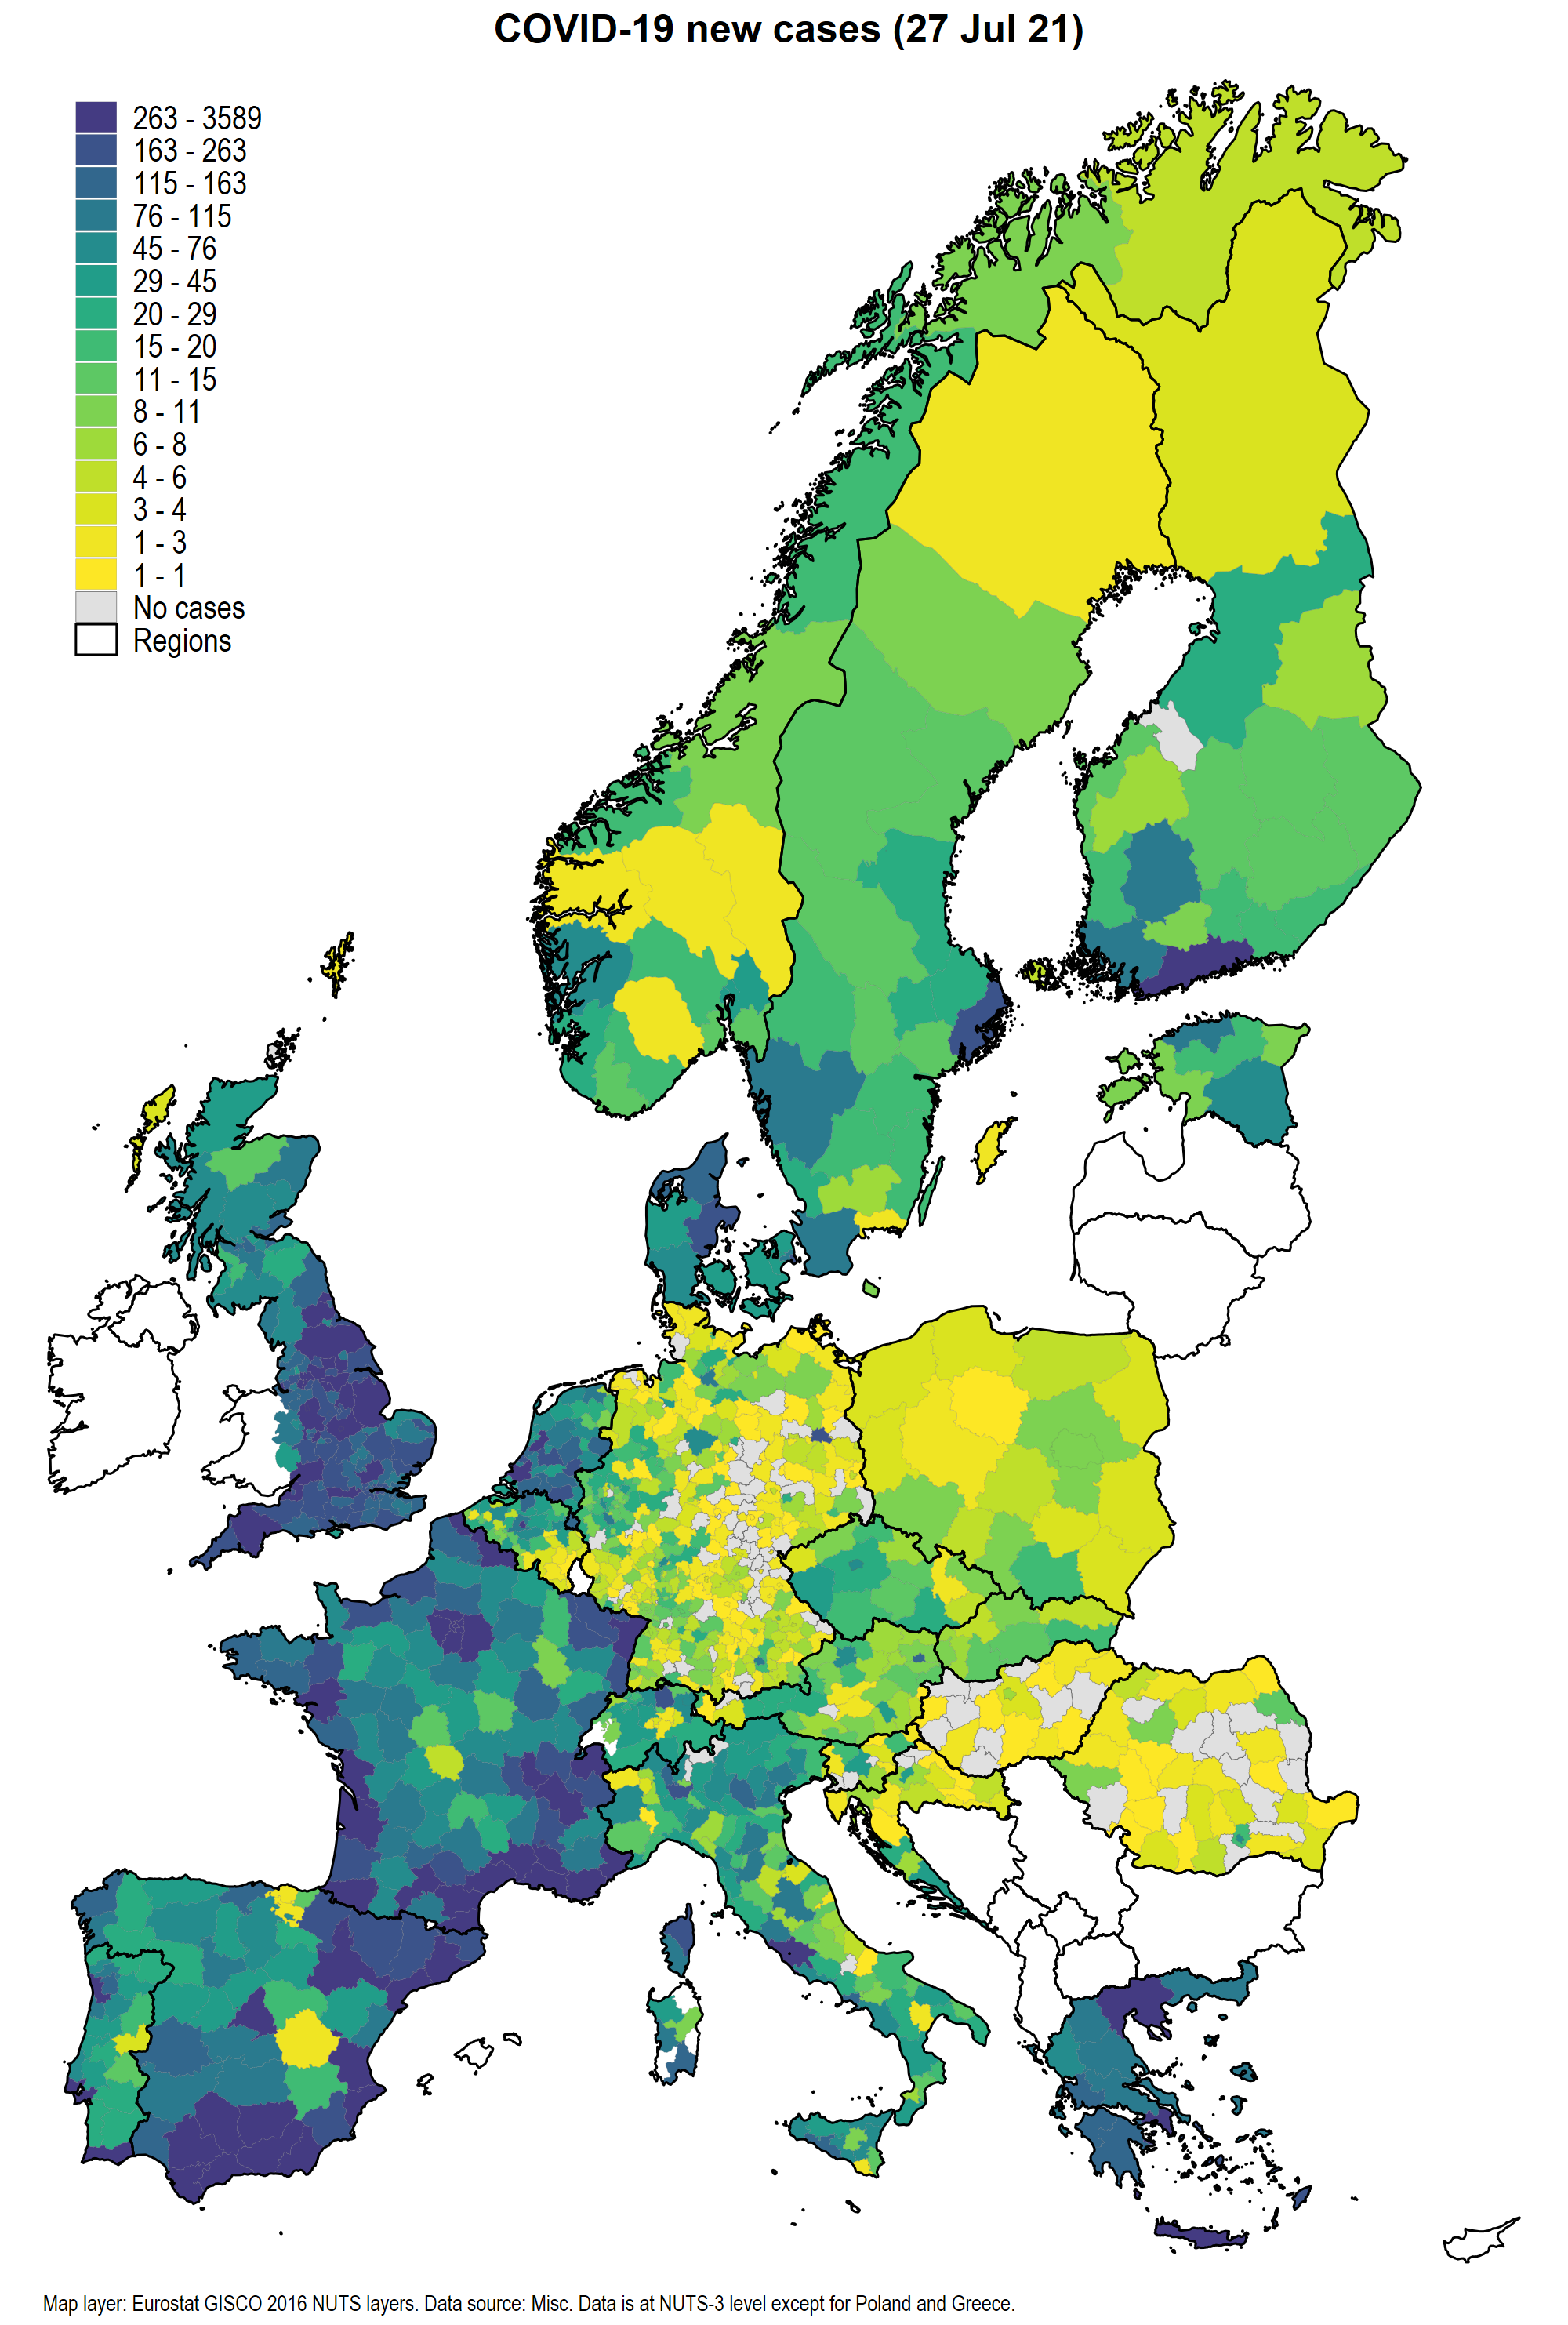 COVID-19 new cases (27 Jul 21)
263 - 3589
163 - 263
115 - 163
76 - 115
45 - 76
29 - 45
20 - 29
15 - 20
11 - 15
8 - 11
6 - 8
4 - 6
3 - 4
1 - 3
1 - 1
No cases
Regions
Map layer: Eurostat GISCO 2016 NUTS layers. Data source: Misc. Data is at NUTS-3 level except for Poland and Greece.